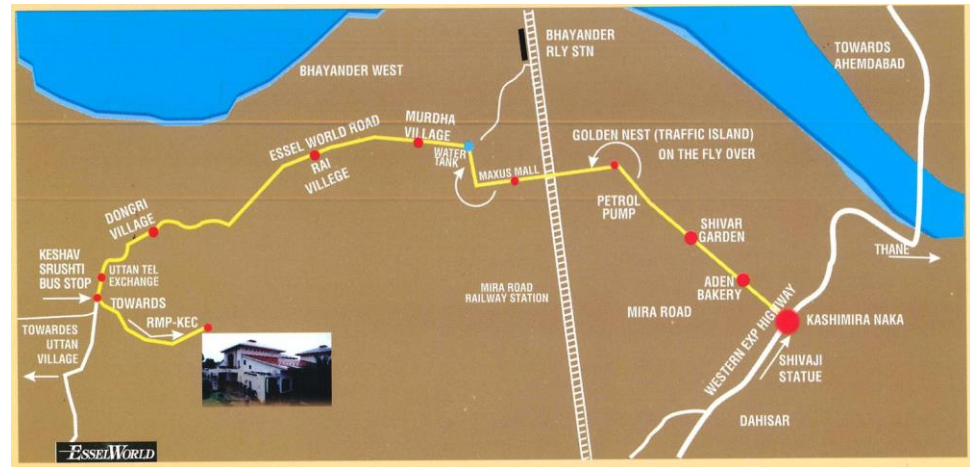 BHAYANDER
RLY STN
TOWARDS
AHEMDABAD
BHAYANDER WEST
MURDHA
VILLAGE
ESSEL WORLD ROAD
RAI
VILLEGE
WATER
TANK
MAXUS MALL
GOLDEN NEST (TRAFFIC ISLAND)
ON THE FLY OVER
PETROL
PUMP
DONGRI
VILLAGE
SHIVAR
GARDEN
THANE
KESHAV
SRUSHTI
BUS STOP
UTTAN TEL
EXCHANGE
ADEN
BAKERY
MIRA ROAD
RAILWAY STATION
TOWARDS
RMP-KEC
MIRA ROAD
WESTERN EXP HIGHWAY
KASHIMIRA NAKA
TOWARDES
UTTAN
VILLAGE
SHIVAJI
STATUE
DAHISAR
ESSELWORLD